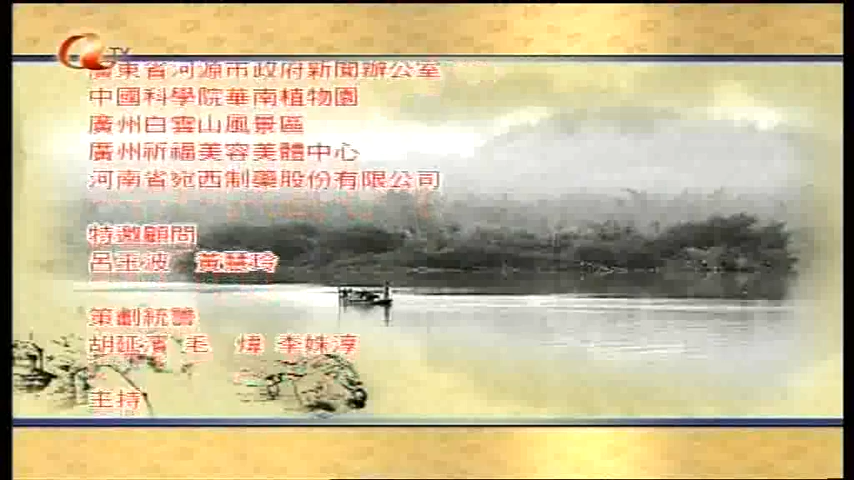 TV
廣東省河源市政府新聞辦公室
中國科學院華南植物園
廣州白雲山風景區
廣州祈福美容美體中心
河南省宛西制藥股份有限公司
特邀顧問
呂玉波 黃慧玲
策劃統籌
胡延濱 毛 煒 李姝淳
主持